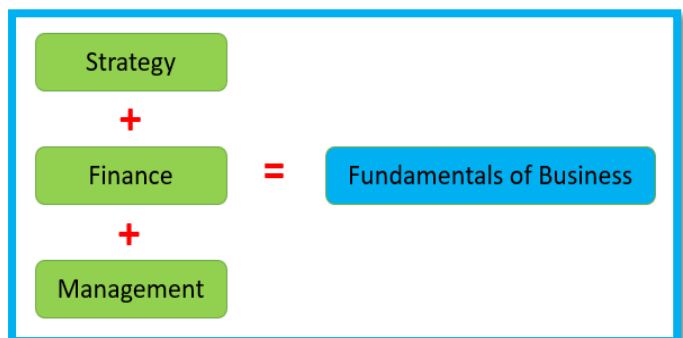 Strategy
+
Finance
=
Fundamentals of Business
+
Management